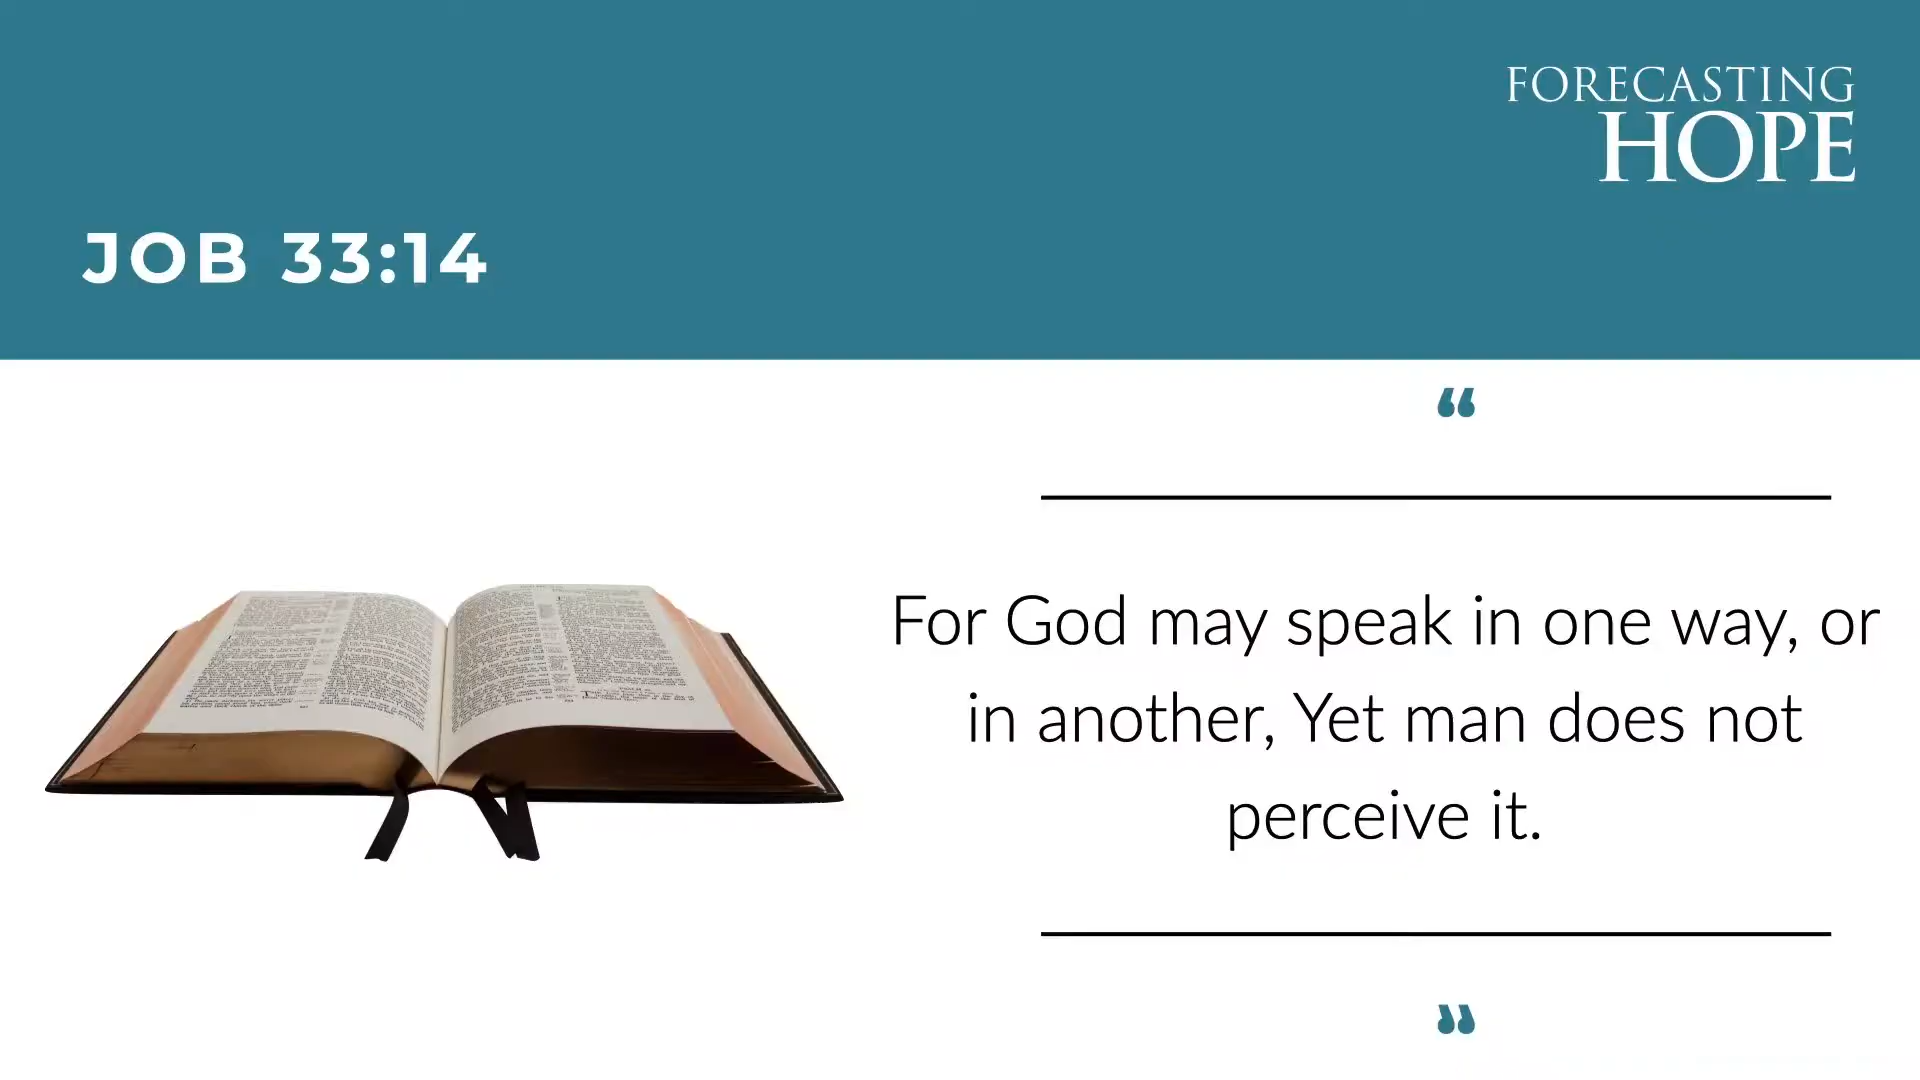 FORECASTING
HOPE
JOB 33:14
“
For God may speak in one way, or
in another, Yet man does not
perceive it.
”